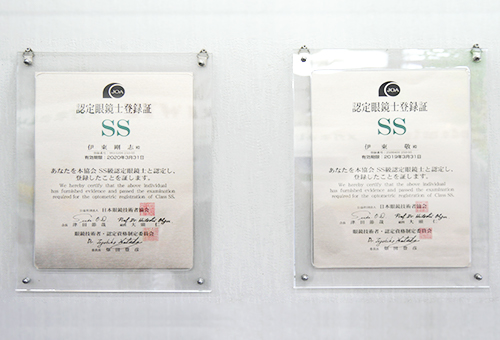 JOA
認定眼鏡士登録証
SS
伊東 剛志 殿
有効期限:2020年3月31日
あなたを本協会 SS級認定眼鏡士と認定し、
登録したことを証します。
We hereby certify that the above individual
has furnished evidence and passed the examination
required for the optometric registration of Class SS.
日本眼鏡技術者協会
眼鏡技術者・認定資格制定委員会
JOA
認定眼鏡士登録証
SS
伊東 敬 殿
有効期限:2019年3月31日
あなたを本協会 SS級認定眼鏡士と認定し、
登録したことを証します。
We hereby certify that the above individual
has furnished evidence and passed the examination
required for the optometric registration of Class SS.
日本眼鏡技術者協会
眼鏡技術者・認定資格制定委員会